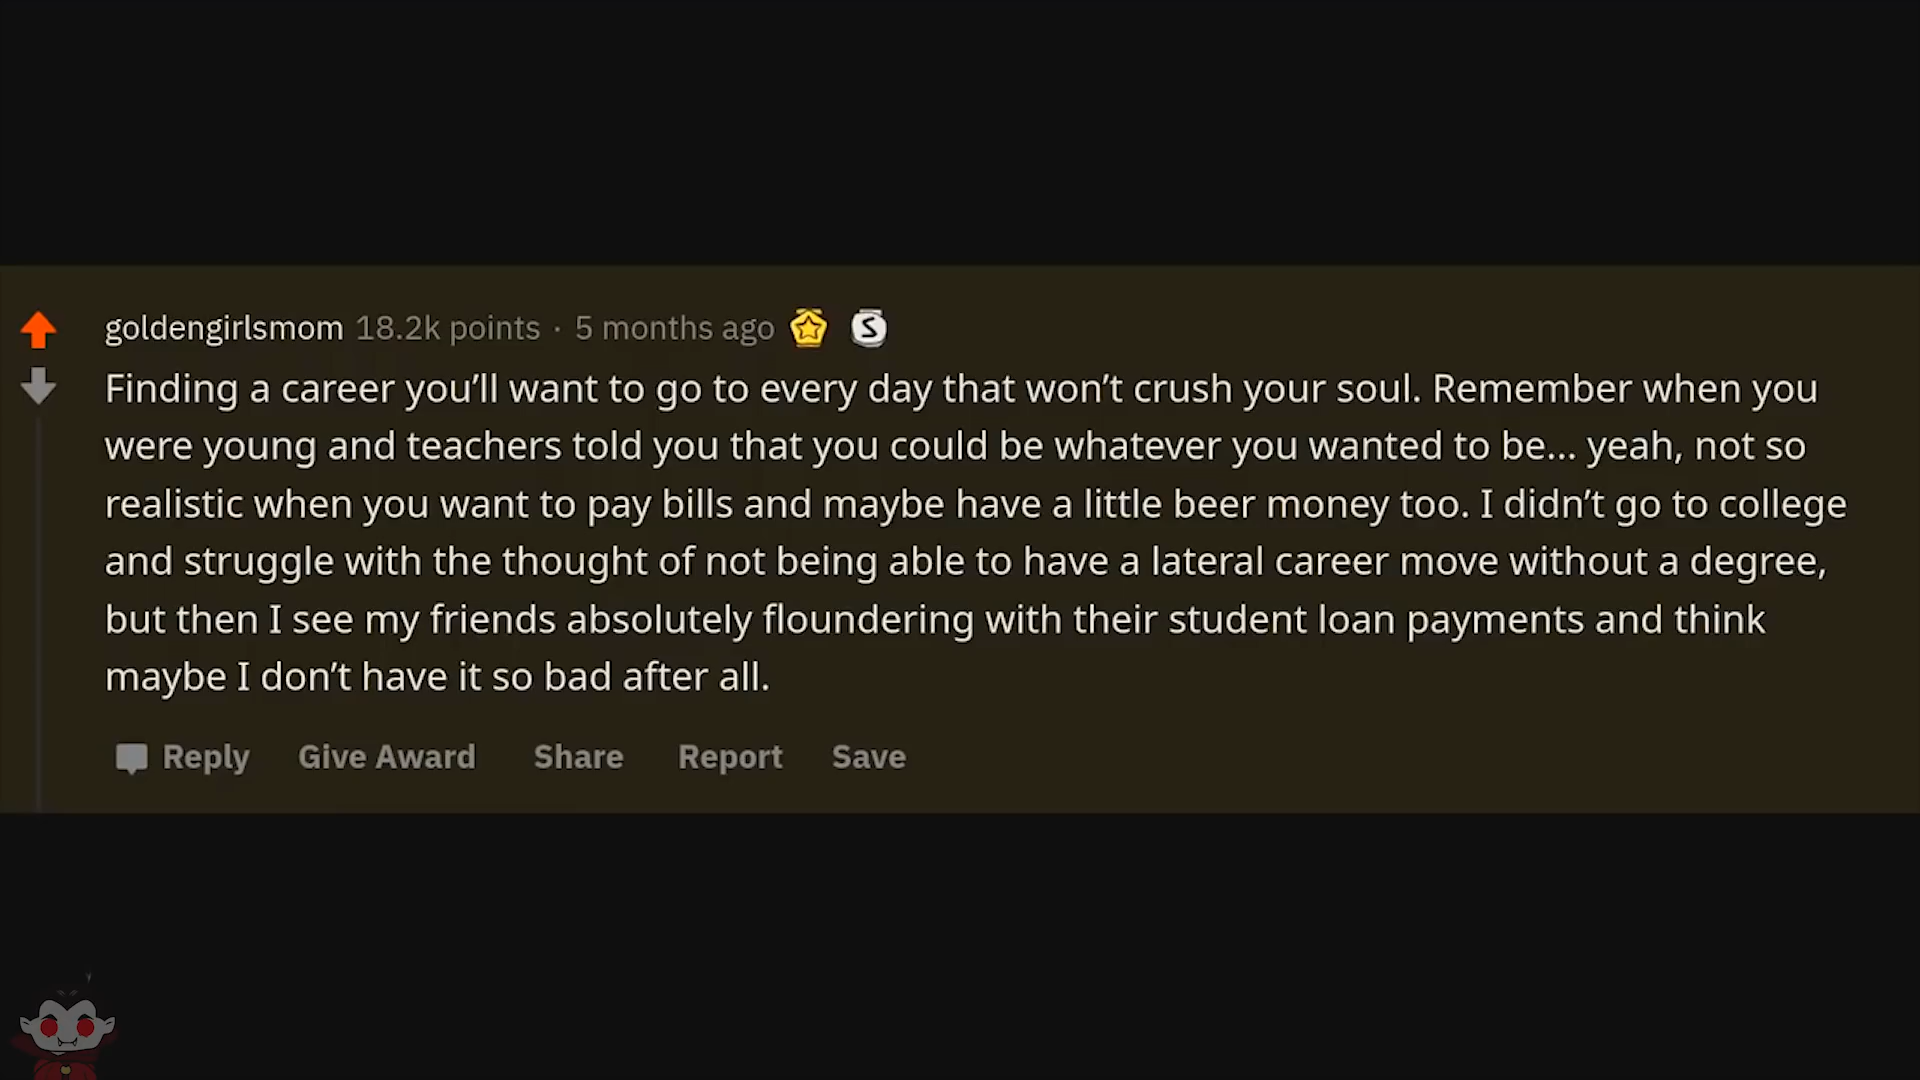 goldengirlsmom 18.2k points · 5 months ago S
Finding a career you’ll want to go to every day that won’t crush your soul. Remember when you
were young and teachers told you that you could be whatever you wanted to be... yeah, not so
realistic when you want to pay bills and maybe have a little beer money too. I didn’t go to college
and struggle with the thought of not being able to have a lateral career move without a degree,
but then I see my friends absolutely floundering with their student loan payments and think
maybe I don’t have it so bad after all.
Reply Give Award Share Report Save